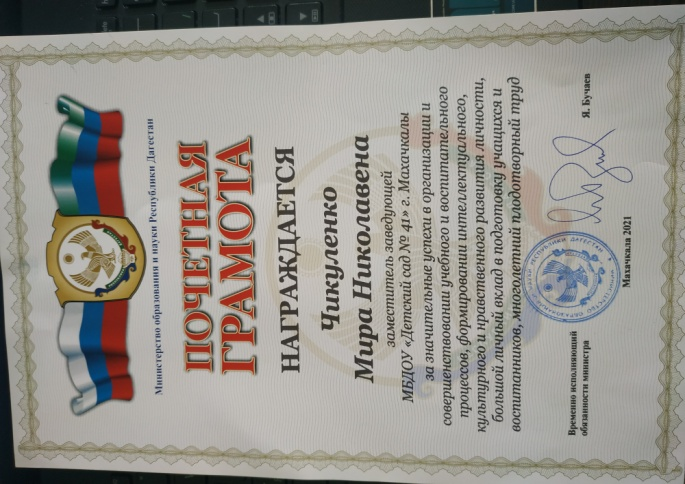 Министерство образования и науки Республики Дагестан
ПОЧЕТНАЯ
ГРАМОТА
НАГРАЖДАЕТСЯ
Чикуленко
Мира Николавена
заместитель заведующей
МБДОУ «Детский сад № 41» г. Махачкалы
за значительные успехи в организации и
совершенствовании учебного и воспитательного
процессов, формировании интеллектуального,
культурного и нравственного развития личности,
большой личный вклад в подготовку учащихся и
воспитанников, многолетний плодотворный труд
Временно исполняющий
обязанности министра
Я. Бучаев
Махачкала 2021